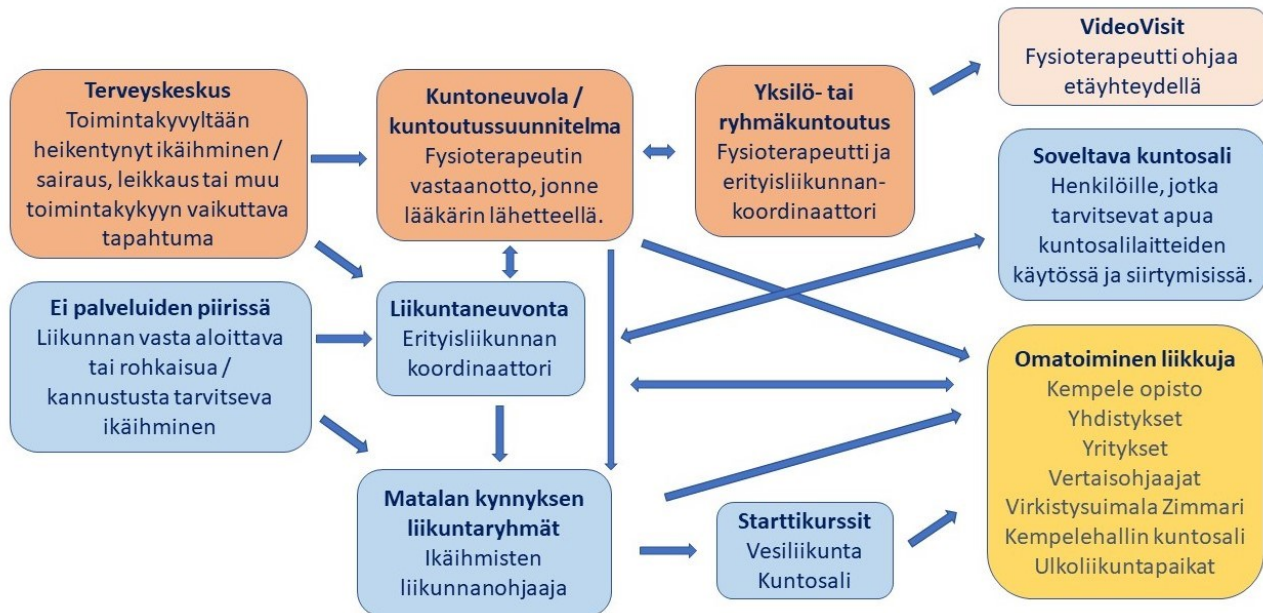 Terveyskeskus
Toimintakyvyltään
heikentynyt ikäihminen /
sairaus, leikkaus tai muu
toimintakykyyn vaikuttava
tapahtuma
Kuntoneuvola /
kuntoutussuunnitelma
Fysioterapeutin
vastaanotto, jonne
lääkärin lähetteellä.
Yksilö- tai
ryhmäkuntoutus
Fysioterapeutti ja
erityisliikunnan-
koordinaattori
VideoVisit
Fysioterapeutti ohjaa
etäyhteydellä
Soveltava kuntosali
Henkilöille, jotka
tarvitsevat apua
kuntosalilaitteiden
käytössä ja siirtymisissä.
Ei palveluiden piirissä
Liikunnan vasta aloittava
tai rohkaisua /
kannustusta tarvitseva
ikäihminen
Liikuntaneuvonta
Erityisliikunnan
koordinaattori
Omatoiminen liikkuja
Kempele opisto
Yhdistykset
Yritykset
Vertaisohjaajat
Virkistysuimala Zimmari
Kempelehallin kuntosali
Ulkoliikuntapaikat
Matalan kynnyksen
liikuntaryhmät
Ikäihmisten
liikunnanohjaaja
Starttikurssit
Vesiliikunta
Kuntosali